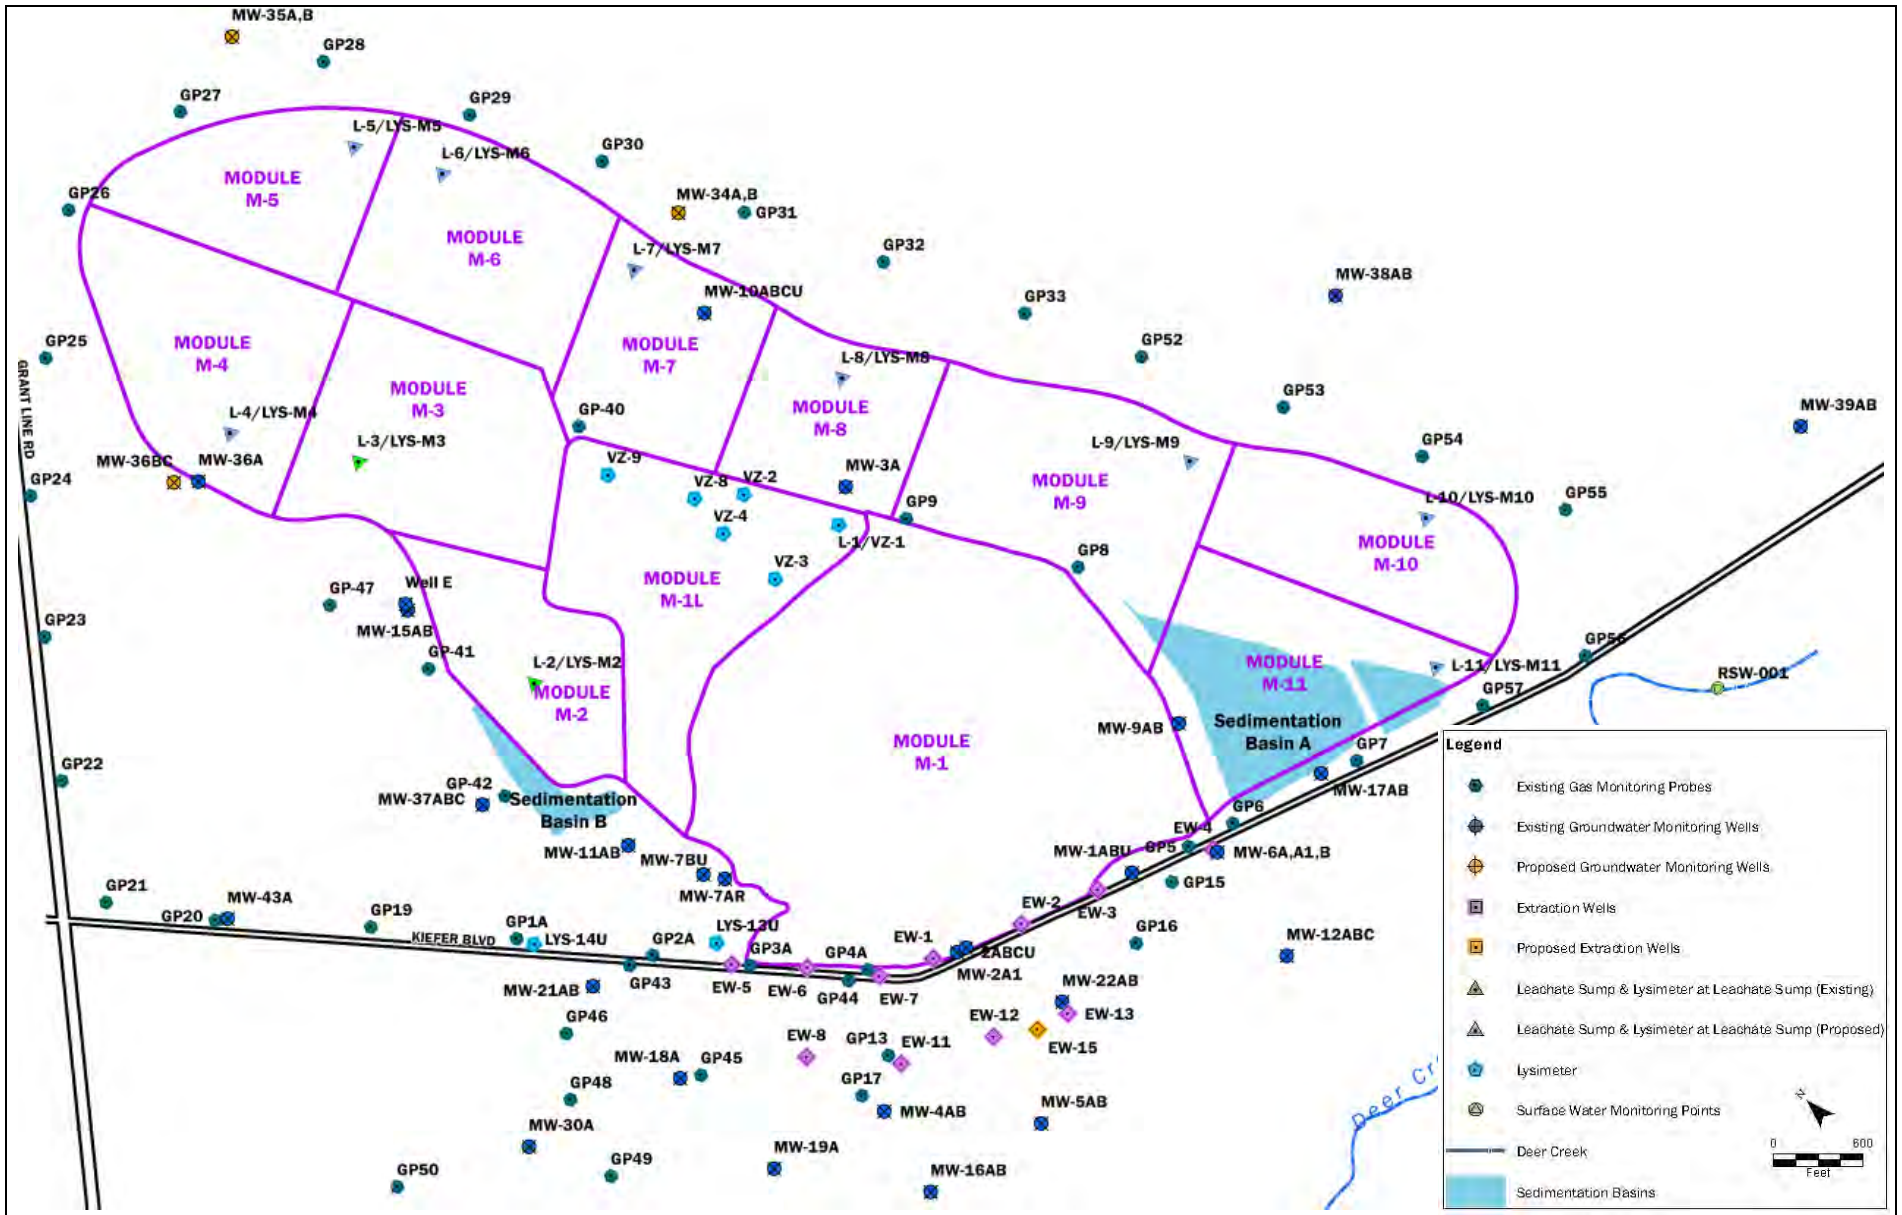 MW-35A,B
GP28
GP27
GP29
L-5/LYS-M5
L-6/LYS-M6
GP30
MODULE
M-5
GP26
MW-34A,B
GP31
MODULE
M-6
L-7/LYS-M7
GP32
MW-38AB
MW-10ABCU
GP33
GP25
MODULE
M-4
MODULE
M-7
GP52
L-8/LYS-M8
MODULE
M-3
GP53
GRANT LINE RD
L-4/LYS-M4
GP-40
MODULE
M-8
MW-39AB
L-3/LYS-M3
L-9/LYS-M9
GP54
MW-36BC
MW-36A
VZ-9
MW-3A
GP24
VZ-8
VZ-2
MODULE
M-9
GP9
L-10/LYS-M10
GP55
VZ-4
L-1/VZ-1
GP8
MODULE
M-10
VZ-3
GP-47
Well E
MODULE
M-1L
GP23
MW-15AB
GP-41
L-2/LYS-M2
GP56
MODULE
M-11
L-11/LYS-M11
RSW-001
MODULE
M-2
GP57
MW-9AB
Sedimentation
Basin A
MODULE
M-1
GP7
GP22
GP-42
MW-37ABC
Sedimentation
Basin B
MW-17AB
GP6
EW-4
MW-11AB
MW-7BU
MW-1ABU
GP5
MW-6A,A1,B
MW-7AR
GP15
GP21
GP20
MW-43A
GP19
GP1A
LYS-14U
KIEFER BLVD
LYS-13U
GP2A
GP3A
GP4A
EW-1
EW-2
EW-3
GP16
MW-12ABC
2ABCU
MW-2A1
MW-21AB
GP43
EW-5
EW-6
GP44
EW-7
MW-22AB
GP46
EW-12
EW-13
EW-8
GP13
EW-11
EW-15
MW-18A
GP45
GP48
GP17
MW-4AB
MW-5AB
MW-30A
MW-19A
GP50
GP49
MW-16AB
Deer Cr
Legend
Existing Gas Monitoring Probes
Existing Groundwater Monitoring Wells
Proposed Groundwater Monitoring Wells
Extraction Wells
Proposed Extraction Wells
Leachate Sump & Lysimeter at Leachate Sump (Existing)
Leachate Sump & Lysimeter at Leachate Sump (Proposed)
Lysimeter
Surface Water Monitoring Points
Deer Creek
Sedimentation Basins
N
0 600
Feet